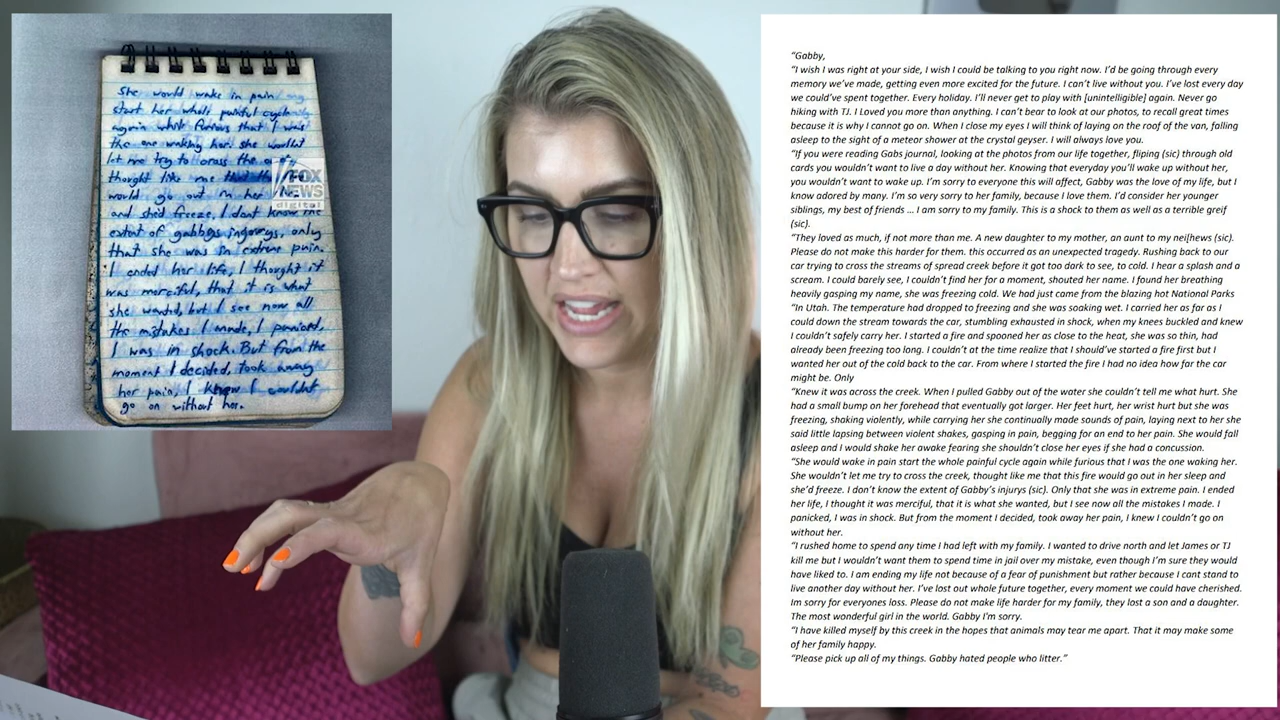 she would wake in pain
start her whole painful cycle
again while furious that I was
the one waking her. she wouldn't
let me try to cross the
thought like me that the
would go out in her
and she'd freeze, I dont know the
extent of gabbys ingurys, only
that she was in extreme pain.
I ended her life, I thought it
was merciful, that it is what
she wanted, but I see now all
the mistakes I made, I panicked,
I was in shock. But from the
moment I decided, took away
her pain, I knew I couldnt
go on without her.
FOX
NEWS
digital
“Gabby,
“I wish I was right at your side, I wish I could be talking to you right now. I’d be going through every
memory we’ve made, getting even more excited for the future. I can’t live without you. I’ve lost every day
we could’ve spent together. Every holiday. I’ll never get to play with [unintelligible] again. Never go
hiking with TJ. I Loved you more than anything. I can’t bear to look at our photos, to recall great times
because it is why I cannot go on. When I close my eyes I will think of laying on the roof of the van, falling
asleep to the sight of a meteor shower at the crystal geyser. I will always love you.
“If you were reading Gabs journal, looking at the photos from our life together, fliping (sic) through old
cards you wouldn’t want to live a day without her. Knowing that everyday you’ll wake up without her,
you wouldn’t want to wake up. I’m sorry to everyone this will affect, Gabby was the love of my life, but I
know adored by many. I’m so very sorry to her family, because I love them. I’d consider her younger
siblings, my best of friends … I am sorry to my family. This is a shock to them as well as a terrible greif
(sic).
“They loved as much, if not more than me. A new daughter to my mother, an aunt to my nei[hews (sic).
Please do not make this harder for them. this occurred as an unexpected tragedy. Rushing back to our
car trying to cross the streams of spread creek before it got too dark to see, to cold. I hear a splash and a
scream. I could barely see, I couldn’t find her for a moment, shouted her name. I found her breathing
heavily gasping my name, she was freezing cold. We had just come from the blazing hot National Parks
“In Utah. The temperature had dropped to freezing and she was soaking wet. I carried her as far as I
could down the stream towards the car, stumbling exhausted in shock, when my knees buckled and knew
I couldn’t safely carry her. I started a fire and spooned her as close to the heat, she was so thin, had
already been freezing too long. I couldn’t at the time realize that I should’ve started a fire first but I
wanted her out of the cold back to the car. From where I started the fire I had no idea how far the car
might be. Only
“Knew it was across the creek. When I pulled Gabby out of the water she couldn’t tell me what hurt. She
had a small bump on her forehead that eventually got larger. Her feet hurt, her wrist hurt but she was
freezing, shaking violently, while carrying her she continually made sounds of pain, laying next to her she
said little lapsing between violent shakes, gasping in pain, begging for an end to her pain. She would fall
asleep and I would shake her awake fearing she shouldn’t close her eyes if she had a concussion.
“She would wake in pain start the whole painful cycle again while furious that I was the one waking her.
She wouldn’t let me try to cross the creek, thought like me that this fire would go out in her sleep and
she’d freeze. I don’t know the extent of Gabby’s injurys (sic). Only that she was in extreme pain. I ended
her life, I thought it was merciful, that it is what she wanted, but I see now all the mistakes I made. I
panicked, I was in shock. But from the moment I decided, took away her pain, I knew I couldn’t go on
without her.
“I rushed home to spend any time I had left with my family. I wanted to drive north and let James or TJ
kill me but I wouldn’t want them to spend time in jail over my mistake, even though I’m sure they would
have liked to. I am ending my life not because of a fear of punishment but rather because I cant stand to
live another day without her. I’ve lost out whole future together, every moment we could have cherished.
Im sorry for everyones loss. Please do not make life harder for my family, they lost a son and a daughter.
The most wonderful girl in the world. Gabby I’m sorry.
“I have killed myself by this creek in the hopes that animals may tear me apart. That it may make some
of her family happy.
“Please pick up all of my things. Gabby hated people who litter.”